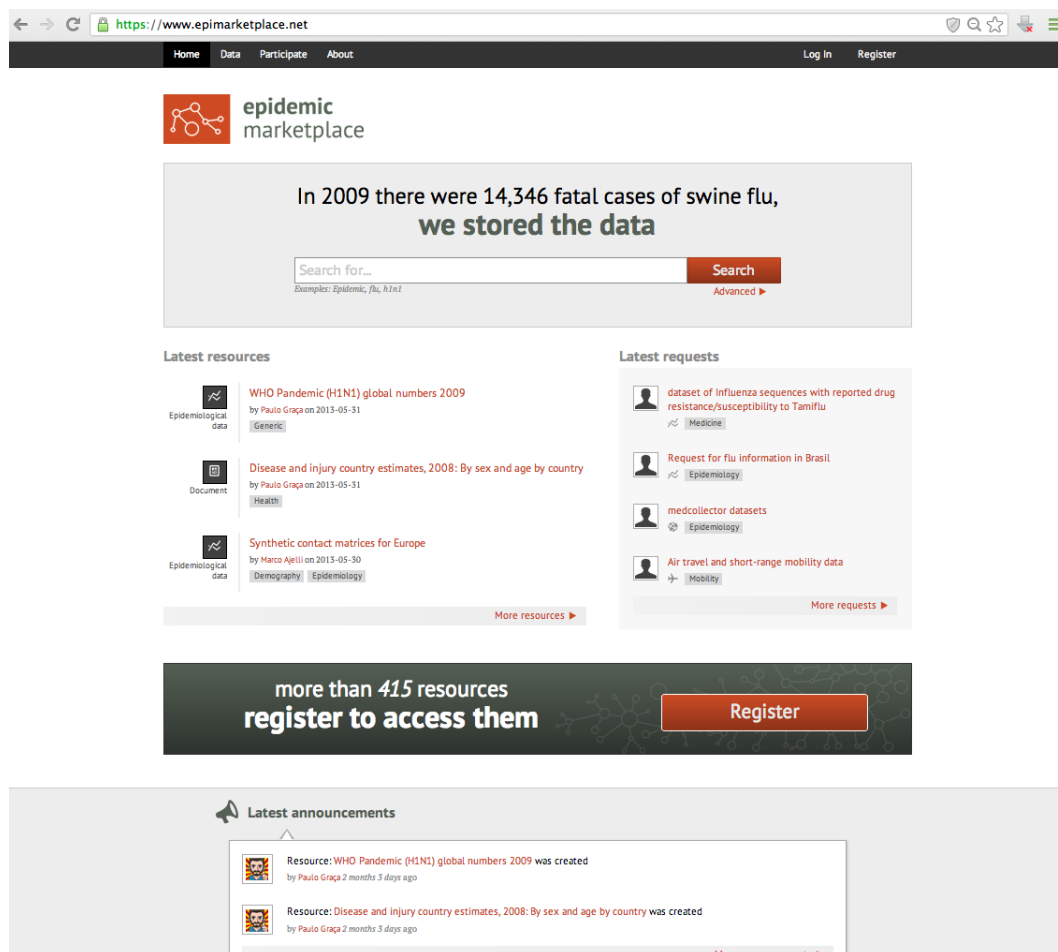 https://www.epimarketplace.net
Home Data Participate About Log In Register
epidemic
marketplace
In 2009 there were 14,346 fatal cases of swine flu,
we stored the data
Search for...
Search
Examples: Epidemic, flu, h1n1
Advanced ▶
Latest resources
WHO Pandemic (H1N1) global numbers 2009
Epidemiological
data
by Paulo Graça on 2013-05-31
Generic
Disease and injury country estimates, 2008: By sex and age by country
Document
by Paulo Graça on 2013-05-31
Health
Synthetic contact matrices for Europe
Epidemiological
data
by Marco Ajelli on 2013-05-30
Demography Epidemiology
More resources ▶
Latest requests
dataset of Influenza sequences with reported drug
resistance/susceptibility to Tamiflu
Medicine
Request for flu information in Brasil
Epidemiology
medcollector datasets
Epidemiology
Air travel and short-range mobility data
Mobility
More requests ▶
more than 415 resources
register to access them
Register
Latest announcements
Resource: WHO Pandemic (H1N1) global numbers 2009 was created
by Paulo Graça 2 months 3 days ago
Resource: Disease and injury country estimates, 2008: By sex and age by country was created
by Paulo Graça 2 months 3 days ago